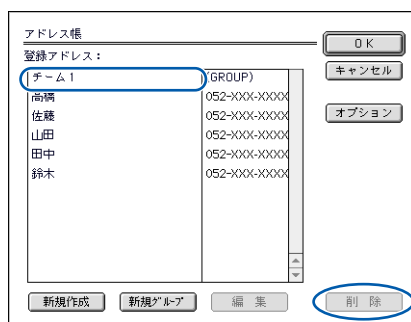 アドレス帳
登録アドレス：
チーム1 (GROUP)
高橋 052-XXX-XXXX
佐藤 052-XXX-XXXX
山田 052-XXX-XXXX
田中 052-XXX-XXXX
鈴木 052-XXX-XXXX
OK
キャンセル
オプション
新規作成 新規グループ 編集 削除